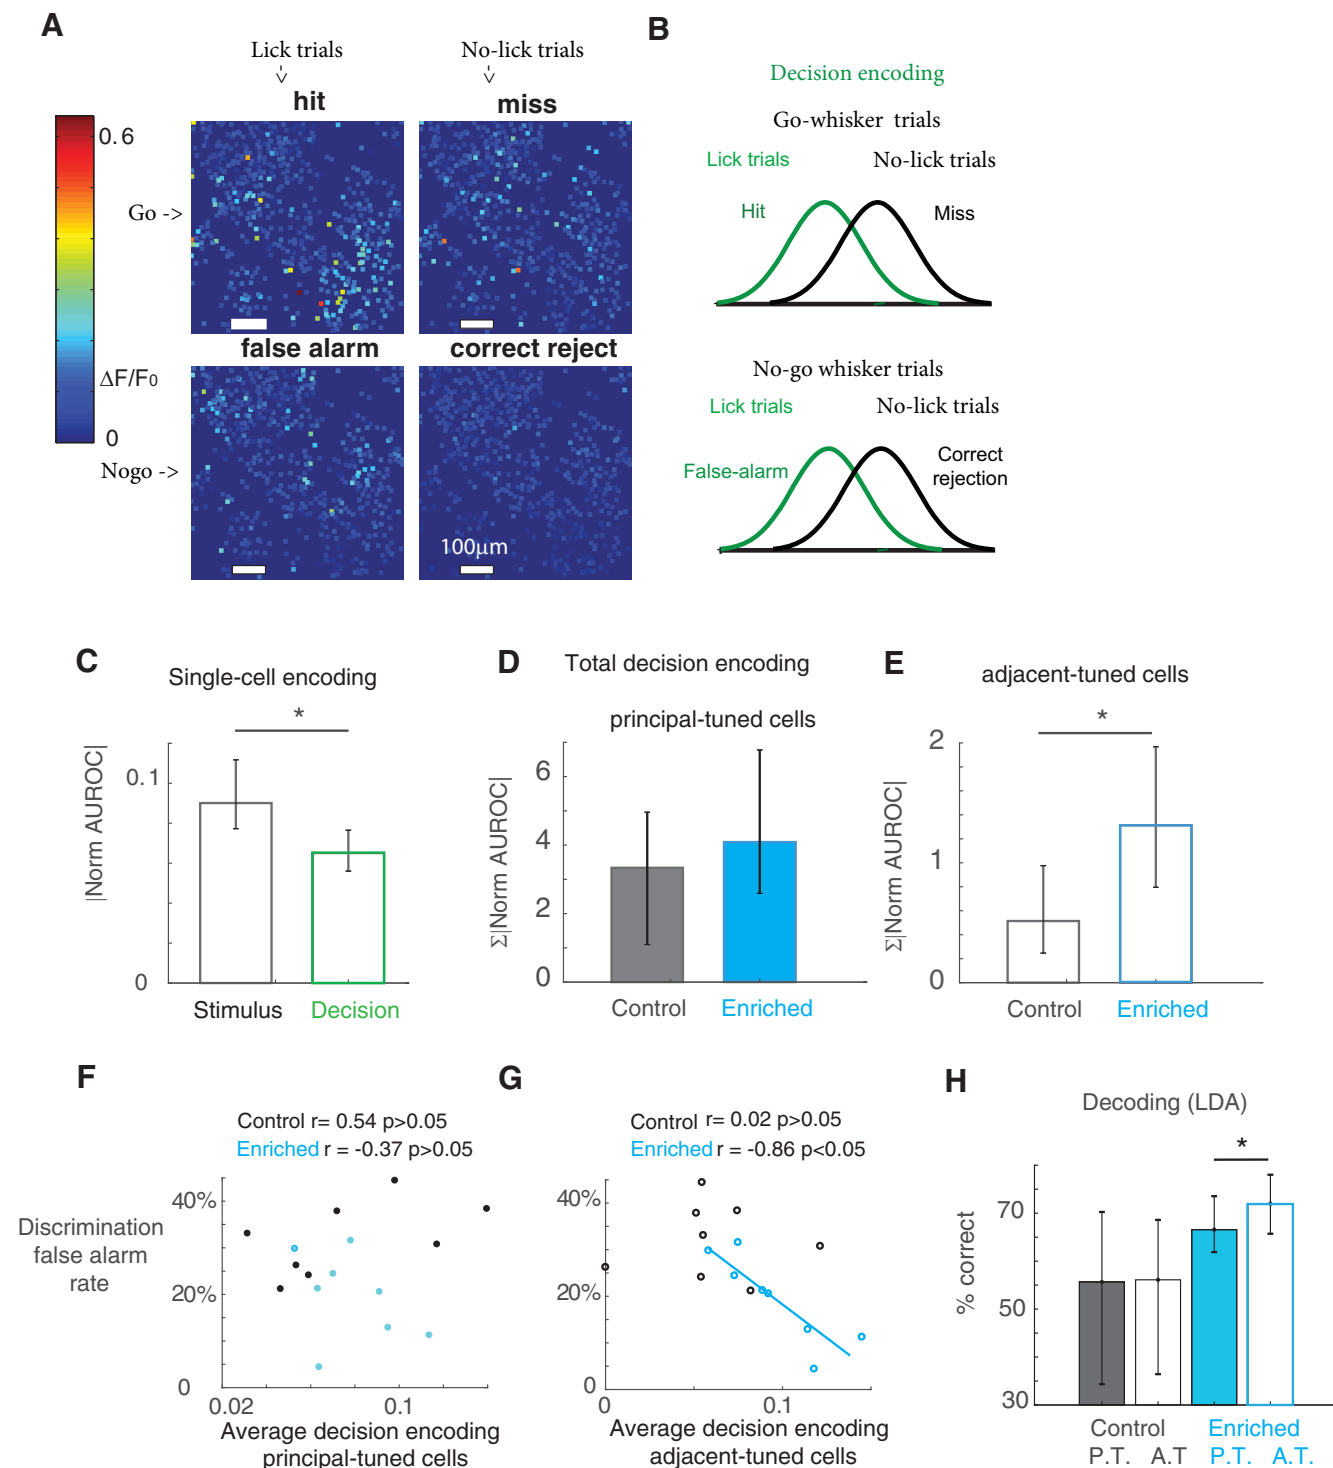 A
Lick trials
No-lick trials
hit
miss
0.6
Go ->
ΔF/F0
0
false alarm
correct reject
Nogo ->
100μm
B
Decision encoding
Go-whisker trials
Lick trials
No-lick trials
Hit
Miss
No-go whisker trials
Lick trials
No-lick trials
False-alarm
Correct
rejection
C
Single-cell encoding
*
|Norm AUROC|
0.1
0
Stimulus
Decision
D
Total decision encoding
principal-tuned cells
Σ|Norm AUROC|
6
4
2
0
Control
Enriched
E
adjacent-tuned cells
*
Σ|Norm AUROC|
2
1
0
Control
Enriched
F
Control r= 0.54 p>0.05
Enriched r = -0.37 p>0.05
Discrimination
false alarm
rate
40%
20%
0
0.02
0.1
Average decision encoding
principal-tuned cells
G
Control r= 0.02 p>0.05
Enriched r = -0.86 p<0.05
40%
20%
0
0
0.1
Average decision encoding
adjacent-tuned cells
H
Decoding (LDA)
*
% correct
70
50
30
Control
Enriched
P.T. A.T
P.T. A.T.